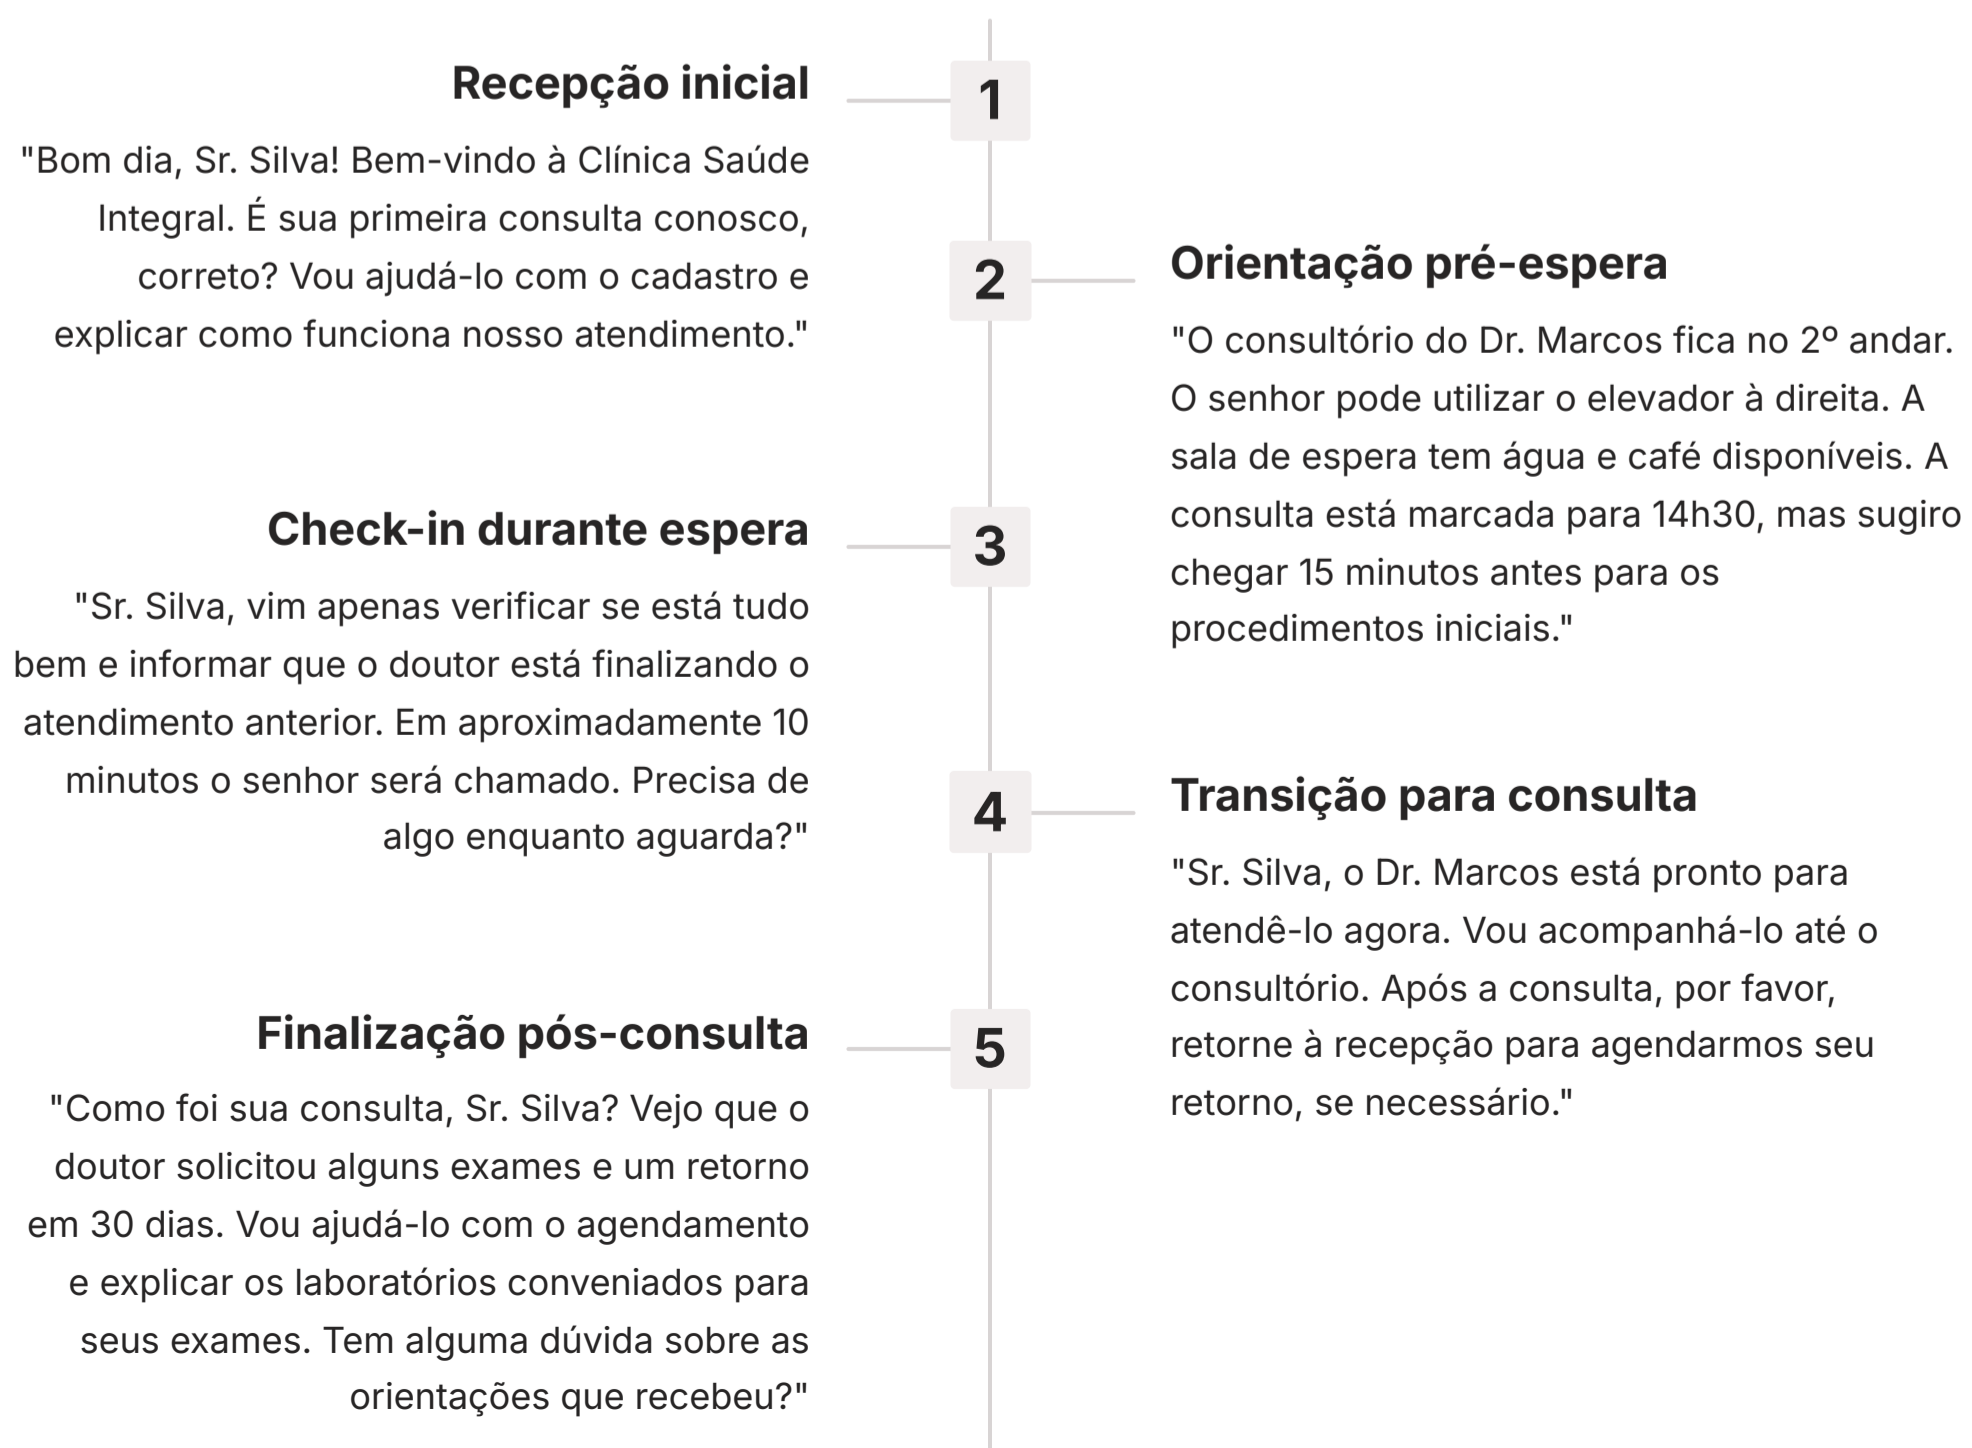 Recepção inicial
1
"Bom dia, Sr. Silva! Bem-vindo à Clínica Saúde
Integral. É sua primeira consulta conosco,
correto? Vou ajudá-lo com o cadastro e
explicar como funciona nosso atendimento."
2
Orientação pré-espera
"O consultório do Dr. Marcos fica no 2º andar.
O senhor pode utilizar o elevador à direita. A
sala de espera tem água e café disponíveis. A
consulta está marcada para 14h30, mas sugiro
chegar 15 minutos antes para os
procedimentos iniciais."
Check-in durante espera
3
"Sr. Silva, vim apenas verificar se está tudo
bem e informar que o doutor está finalizando o
atendimento anterior. Em aproximadamente 10
minutos o senhor será chamado. Precisa de
algo enquanto aguarda?"
4
Transição para consulta
"Sr. Silva, o Dr. Marcos está pronto para
atendê-lo agora. Vou acompanhá-lo até o
consultório. Após a consulta, por favor,
retorne à recepção para agendarmos seu
retorno, se necessário."
Finalização pós-consulta
5
"Como foi sua consulta, Sr. Silva? Vejo que o
doutor solicitou alguns exames e um retorno
em 30 dias. Vou ajudá-lo com o agendamento
e explicar os laboratórios conveniados para
seus exames. Tem alguma dúvida sobre as
orientações que recebeu?"